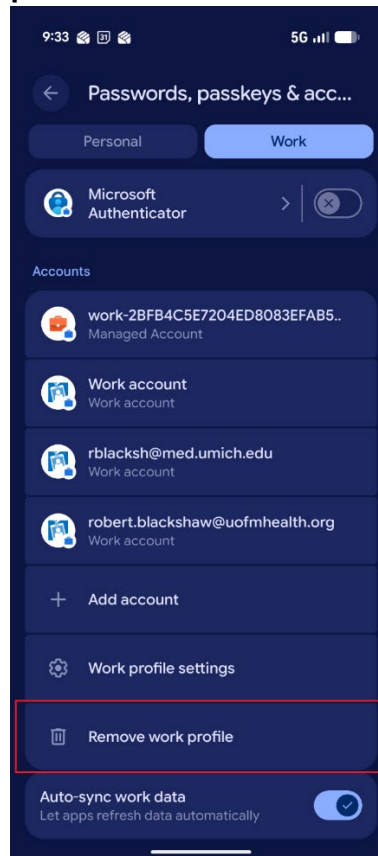 9:33 31 5G
Passwords, passkeys & acc...
Personal Work
Microsoft
Authenticator
Accounts
work-2BFB4C5E7204ED8083EFAB5..
Managed Account
Work account
Work account
rblacksh@med.umich.edu
Work account
robert.blackshaw@uofmhealth.org
Work account
Add account
Work profile settings
Remove work profile
Auto-sync work data
Let apps refresh data automatically